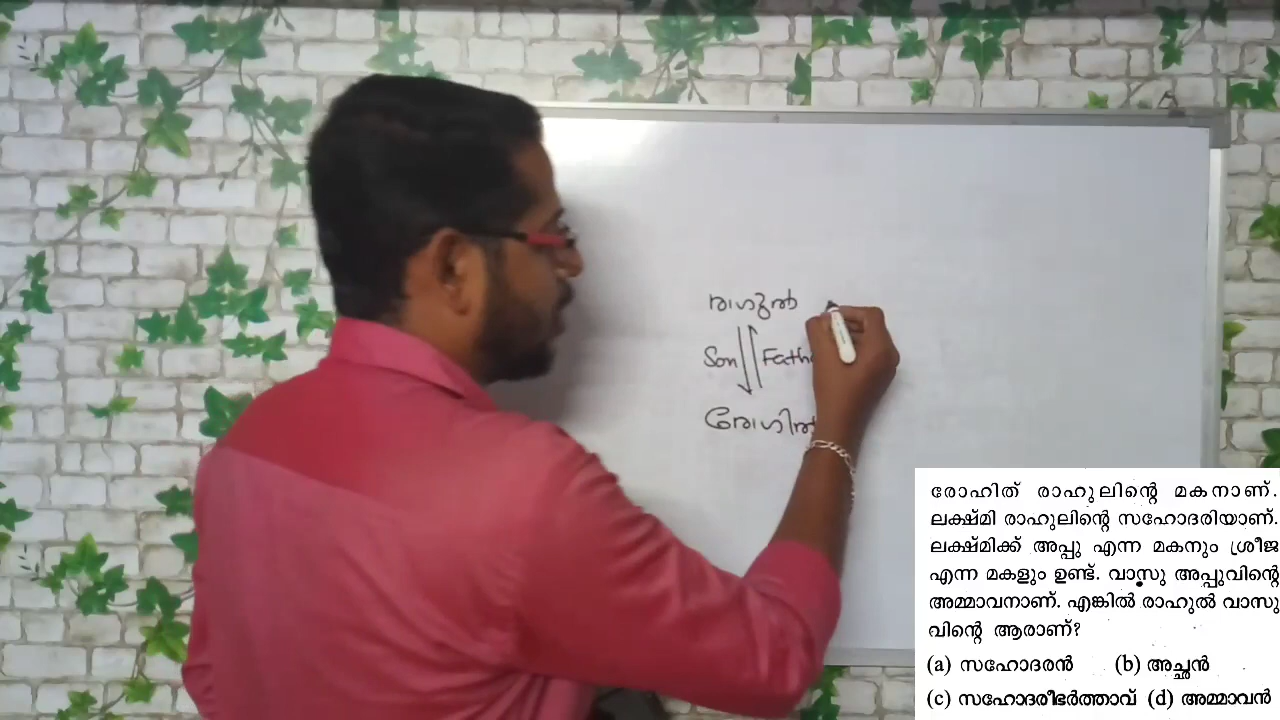 രാഹുൽ
Son Fath
രോഹിത്
രോഹിത് രാഹുലിന്റെ മകനാണ്.
ലക്ഷ്മി രാഹുലിന്റെ സഹോദരിയാണ്.
ലക്ഷ്മിക്ക് അപ്പു എന്ന മകനും ശ്രീജ
എന്ന മകളും ഉണ്ട്. വാസു അപ്പുവിന്റെ
അമ്മാവനാണ്. എങ്കിൽ രാഹുൽ വാസു
വിന്റെ ആരാണ്?
(a) സഹോദരൻ (b) അച്ഛൻ
(c) സഹോദരീഭർത്താവ് (d) അമ്മാവൻ